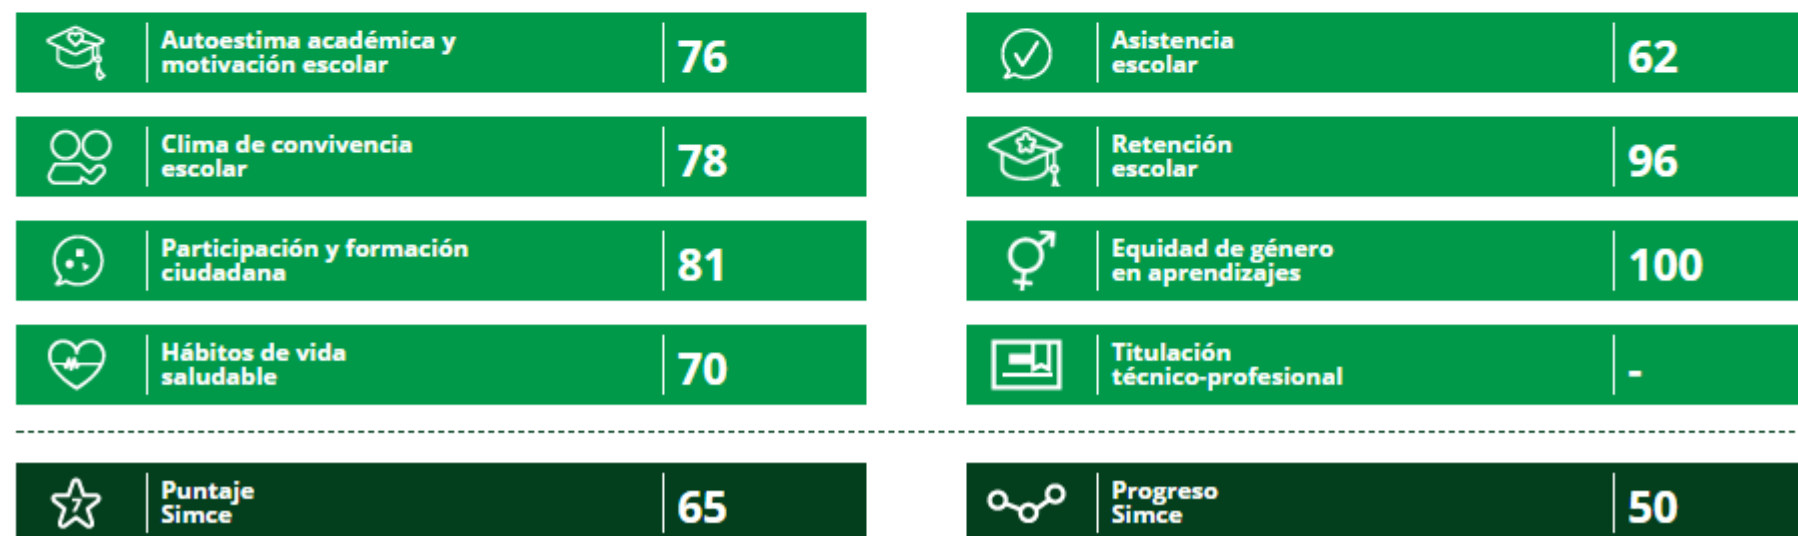 Autoestima académica y
motivación escolar
76
Asistencia
escolar
62
Clima de convivencia
escolar
78
Retención
escolar
96
Participación y formación
ciudadana
81
Equidad de género
en aprendizajes
100
Hábitos de vida
saludable
70
Titulación
técnico-profesional
-
7
Puntaje
Simce
65
Progreso
Simce
50